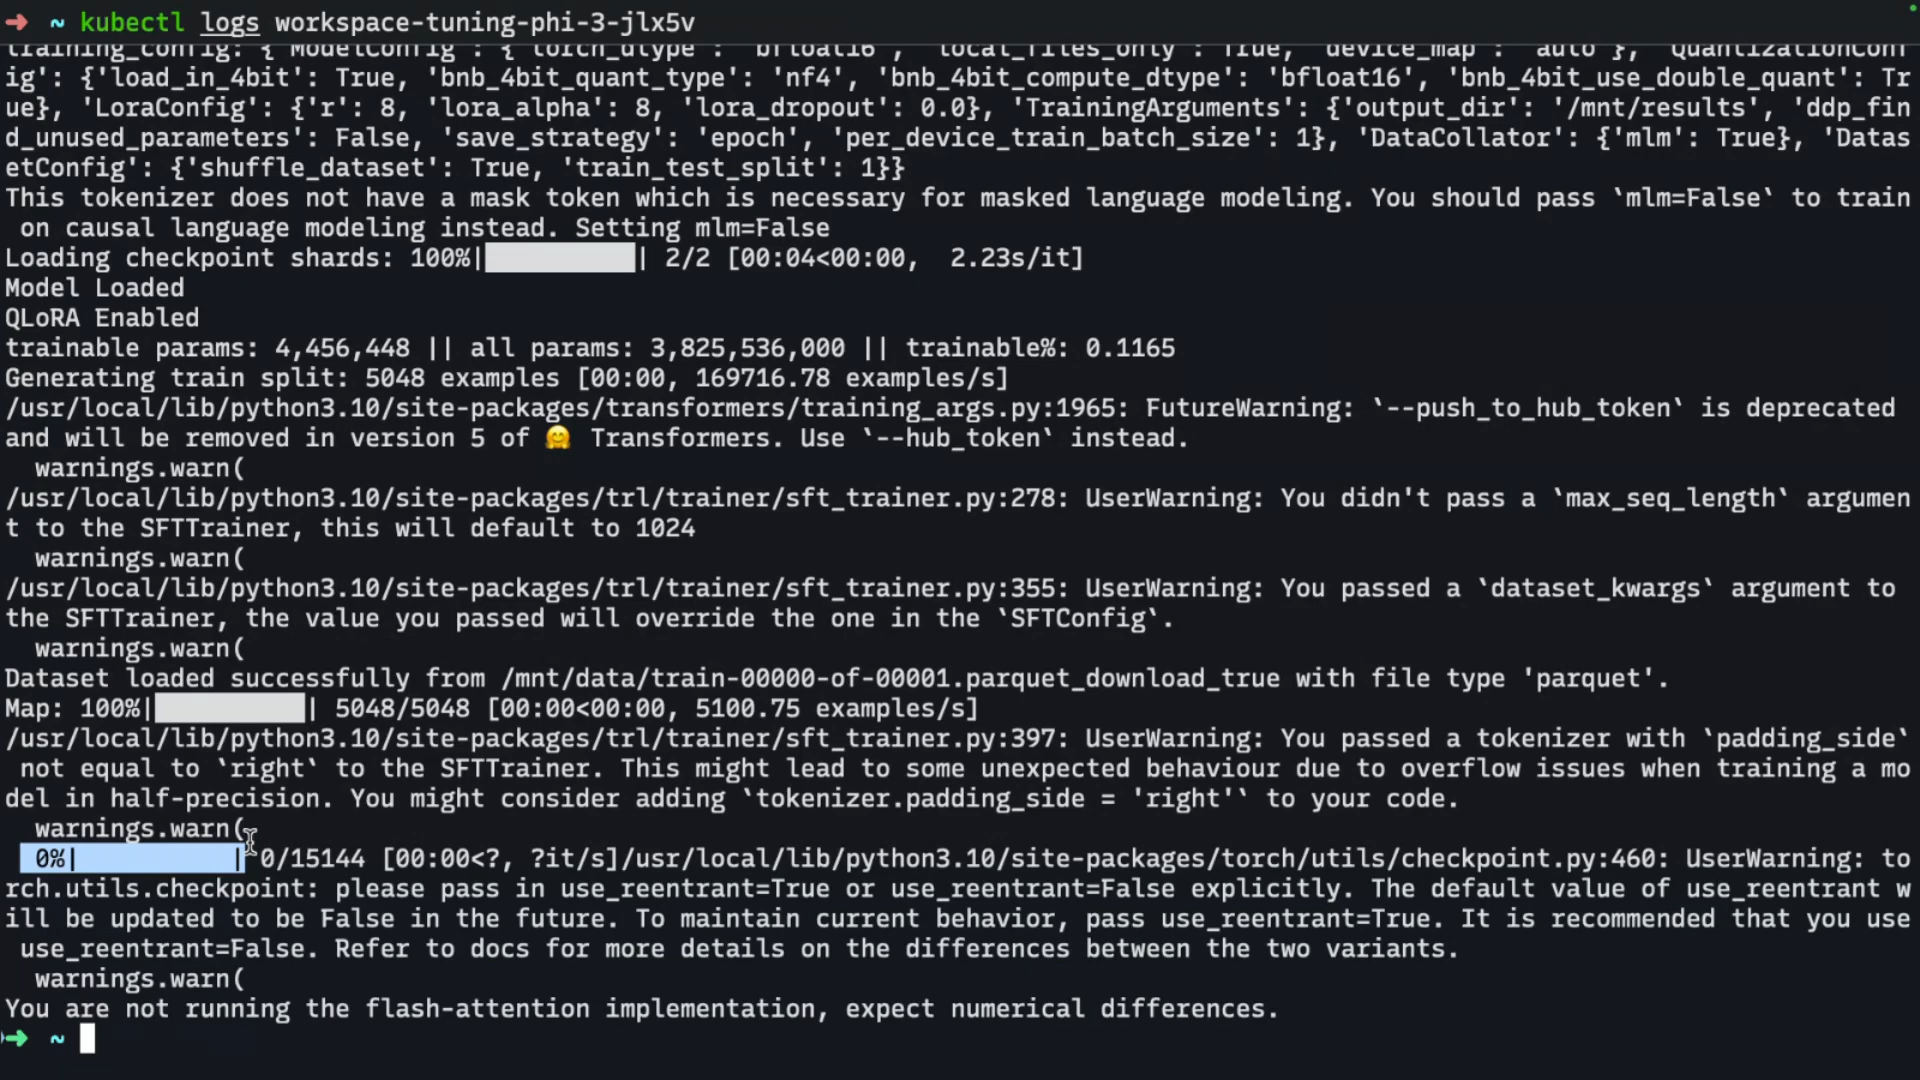 ➜ ~ kubectl logs workspace-tuning-phi-3-jlx5v
training_config: {'ModelConfig': {'torch_dtype': 'bfloat16', 'local_files_only': True, 'device_map': 'auto'}, 'QuantizationConf
ig': {'load_in_4bit': True, 'bnb_4bit_quant_type': 'nf4', 'bnb_4bit_compute_dtype': 'bfloat16', 'bnb_4bit_use_double_quant': Tr
ue}, 'LoraConfig': {'r': 8, 'lora_alpha': 8, 'lora_dropout': 0.0}, 'TrainingArguments': {'output_dir': '/mnt/results', 'ddp_fin
d_unused_parameters': False, 'save_strategy': 'epoch', 'per_device_train_batch_size': 1}, 'DataCollator': {'mlm': True}, 'Datas
etConfig': {'shuffle_dataset': True, 'train_test_split': 1}}
This tokenizer does not have a mask token which is necessary for masked language modeling. You should pass `mlm=False` to train
 on causal language modeling instead. Setting mlm=False
Loading checkpoint shards: 100%|██████████| 2/2 [00:04<00:00,  2.23s/it]
Model Loaded
QLoRA Enabled
trainable params: 4,456,448 || all params: 3,825,536,000 || trainable%: 0.1165
Generating train split: 5048 examples [00:00, 169716.78 examples/s]
/usr/local/lib/python3.10/site-packages/transformers/training_args.py:1965: FutureWarning: `--push_to_hub_token` is deprecated
and will be removed in version 5 of 🤗 Transformers. Use `--hub_token` instead.
  warnings.warn(
/usr/local/lib/python3.10/site-packages/trl/trainer/sft_trainer.py:278: UserWarning: You didn't pass a `max_seq_length` argumen
t to the SFTTrainer, this will default to 1024
  warnings.warn(
/usr/local/lib/python3.10/site-packages/trl/trainer/sft_trainer.py:355: UserWarning: You passed a `dataset_kwargs` argument to
the SFTTrainer, the value you passed will override the one in the `SFTConfig`.
  warnings.warn(
Dataset loaded successfully from /mnt/data/train-00000-of-00001.parquet_download_true with file type 'parquet'.
Map: 100%|██████████| 5048/5048 [00:00<00:00, 5100.75 examples/s]
/usr/local/lib/python3.10/site-packages/trl/trainer/sft_trainer.py:397: UserWarning: You passed a tokenizer with `padding_side`
 not equal to `right` to the SFTTrainer. This might lead to some unexpected behaviour due to overflow issues when training a mo
del in half-precision. You might consider adding `tokenizer.padding_side = 'right'` to your code.
  warnings.warn(
  0%|          | 0/15144 [00:00<?, ?it/s]/usr/local/lib/python3.10/site-packages/torch/utils/checkpoint.py:460: UserWarning: to
rch.utils.checkpoint: please pass in use_reentrant=True or use_reentrant=False explicitly. The default value of use_reentrant w
ill be updated to be False in the future. To maintain current behavior, pass use_reentrant=True. It is recommended that you use
 use_reentrant=False. Refer to docs for more details on the differences between the two variants.
  warnings.warn(
You are not running the flash-attention implementation, expect numerical differences.
➜ ~